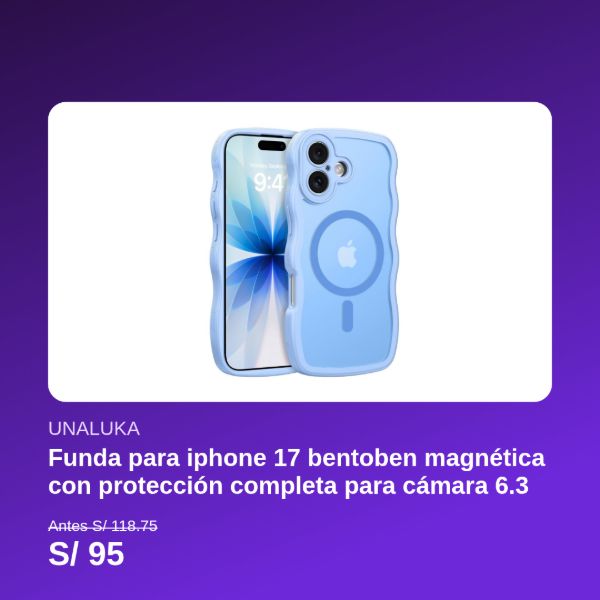 9:4
UNALUKA
Funda para iphone 17 bentoben magnética
con protección completa para cámara 6.3
Antes S/ 118.75
S/ 95